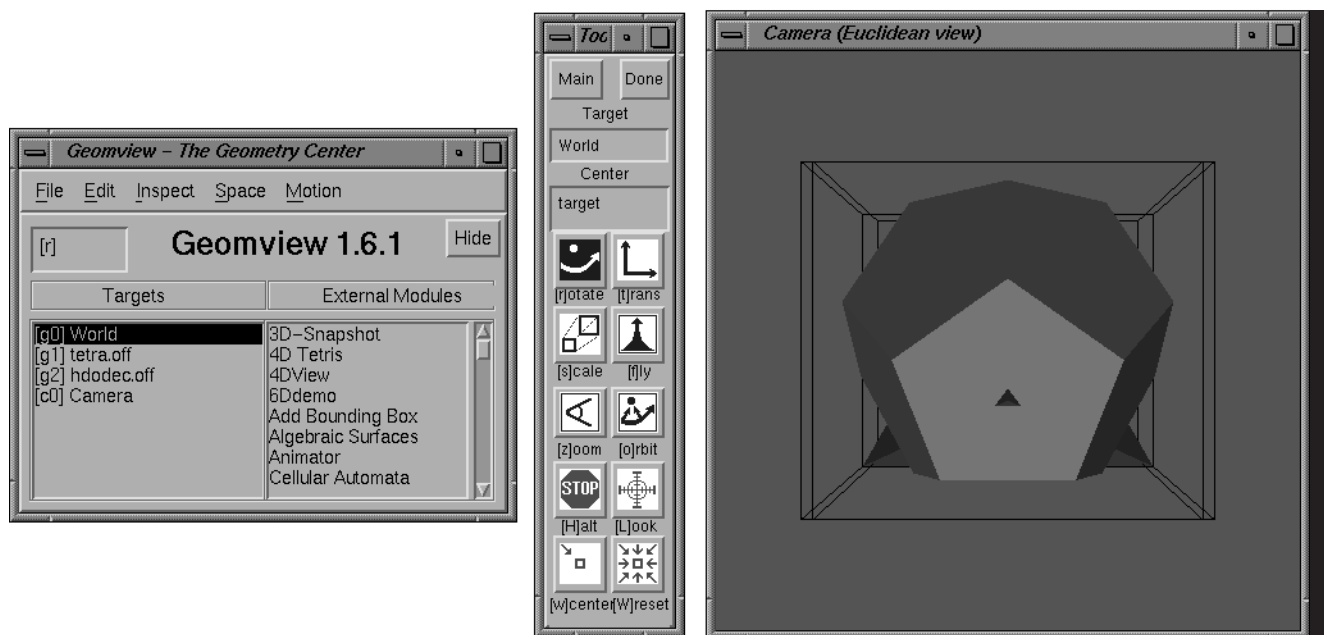 Geomview – The Geometry Center
File Edit Inspect Space Motion
[r]
Geomview 1.6.1
Hide
Targets
External Modules
[g0] World
[g1] tetra.off
[g2] hdodec.off
[c0] Camera
3D–Snapshot
4D Tetris
4DView
6Ddemo
Add Bounding Box
Algebraic Surfaces
Animator
Cellular Automata
Too
Main
Done
Target
World
Center
target
[r]otate
[t]rans
[s]cale
[f]ly
[z]oom
[o]rbit
STOP
[H]alt
[L]ook
[w]center
[W]reset
Camera (Euclidean view)